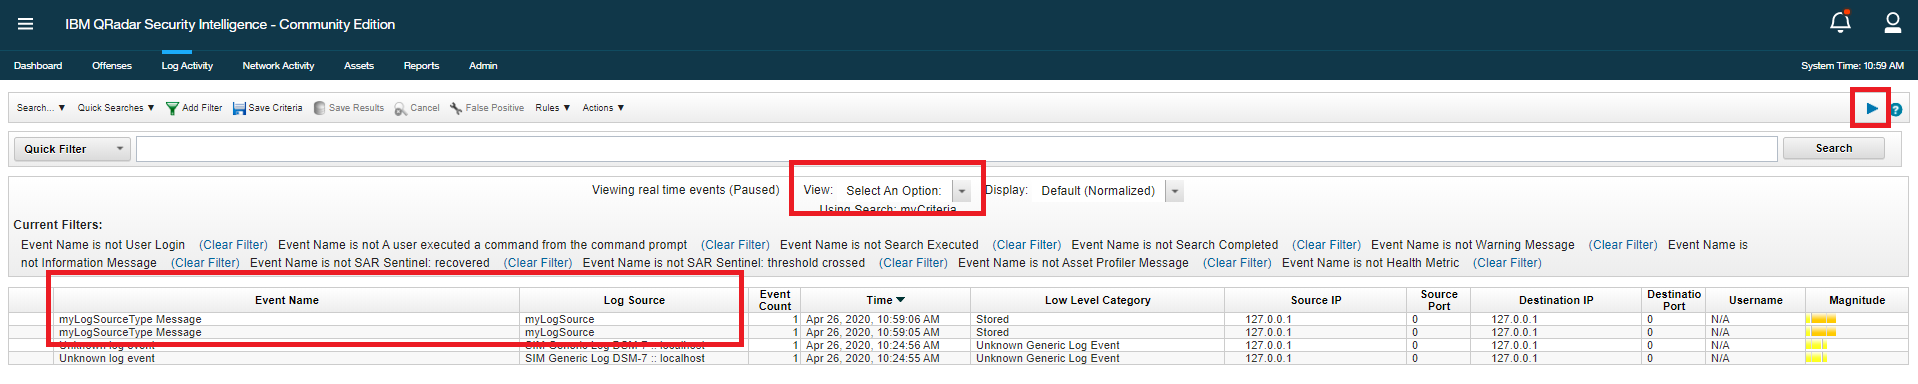 IBM QRadar Security Intelligence - Community Edition
Dashboard Offenses Log Activity Network Activity Assets Reports Admin System Time: 10:59 AM
Search... ▼ Quick Searches ▼ Add Filter Save Criteria Save Results Cancel False Positive Rules ▼ Actions ▼ ?
Quick Filter Search
Viewing real time events (Paused) View: Select An Option: Display: Default (Normalized)
Using Search: myCriteria
Current Filters:
Event Name is not User Login (Clear Filter) Event Name is not A user executed a command from the command prompt (Clear Filter) Event Name is not Search Executed (Clear Filter) Event Name is not Search Completed (Clear Filter) Event Name is not Warning Message (Clear Filter) Event Name is
not Information Message (Clear Filter) Event Name is not SAR Sentinel: recovered (Clear Filter) Event Name is not SAR Sentinel: threshold crossed (Clear Filter) Event Name is not Asset Profiler Message (Clear Filter) Event Name is not Health Metric (Clear Filter)
Event Name Log Source Event Count Time ▼ Low Level Category Source IP Source Port Destination IP Destinatio Port Username Magnitude
myLogSourceType Message myLogSource 1 Apr 26, 2020, 10:59:06 AM Stored 127.0.0.1 0 127.0.0.1 0 N/A
myLogSourceType Message myLogSource 1 Apr 26, 2020, 10:59:05 AM Stored 127.0.0.1 0 127.0.0.1 0 N/A
Unknown log event SIM Generic Log DSM-7 :: localhost 1 Apr 26, 2020, 10:24:56 AM Unknown Generic Log Event 127.0.0.1 0 127.0.0.1 0 N/A
Unknown log event SIM Generic Log DSM-7 :: localhost 1 Apr 26, 2020, 10:24:55 AM Unknown Generic Log Event 127.0.0.1 0 127.0.0.1 0 N/A